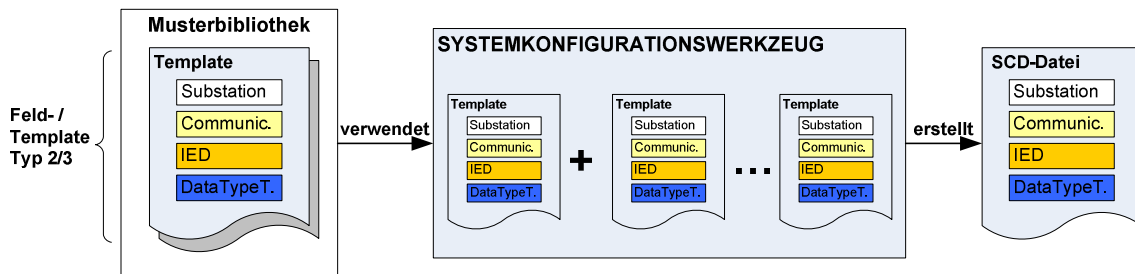 Feld- /
Template
Typ 2/3
Musterbibliothek
Template
Substation
Communic.
IED
DataTypeT.
verwendet
SYSTEMKONFIGURATIONSWERKZEUG
Template
Substation
Communic.
IED
DataTypeT.
+
Template
Substation
Communic.
IED
DataTypeT.
...
Template
Substation
Communic.
IED
DataTypeT.
erstellt
SCD-Datei
Substation
Communic.
IED
DataTypeT.